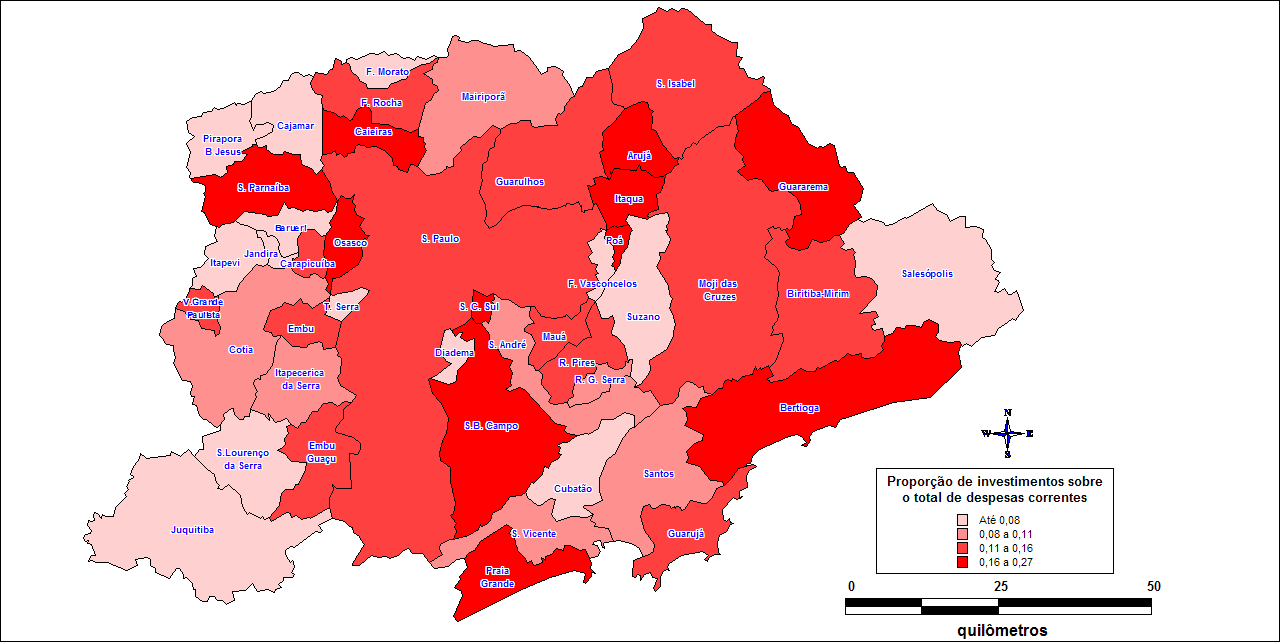 F. Morato
Mairiporã
S. Isabel
F. Rocha
Cajamar
Caieiras
Pirapora
B Jesus
Arujá
Guarulhos
S. Parnaíba
Guararema
Itaqua
Barueri
S. Paulo
Osasco
Roá
Jandira
Itapevi
Carapicuíba
Salesópolis
F. Vasconcelos
Moji das
Cruzes
Biritiba-Mirim
V.Grande
Paulista
T. Serra
S. C. Sul
Suzano
Embu
Mauá
S. André
Cotia
Diadema
R. Pires
Itapecerica
da Serra
R. G. Serra
Bertioga
S.B. Campo
Embu
Guaçu
S.Lourenço
da Serra
Santos
Cubatão
Juquitiba
S. Vicente
Guarujá
Praia
Grande
N
W E
S
Proporção de investimentos sobre
o total de despesas correntes
Até 0,08
0,08 a 0,11
0,11 a 0,16
0,16 a 0,27
0 25 50
quilômetros